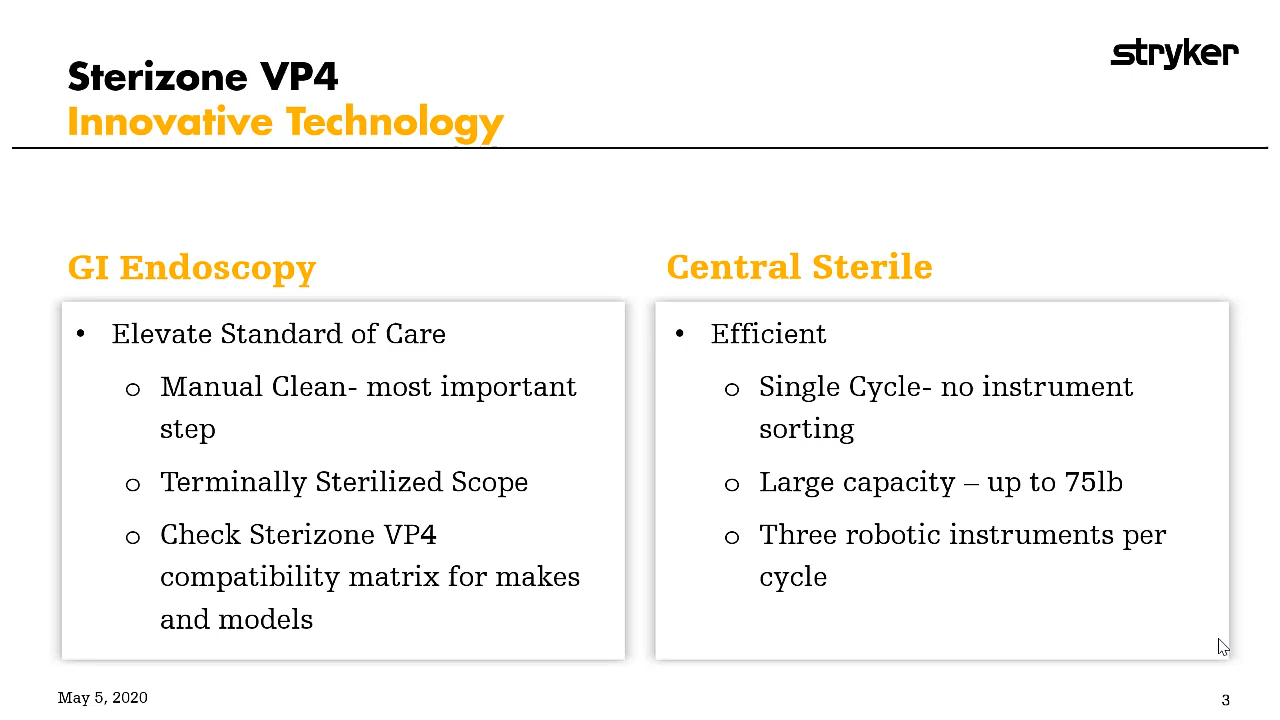 stryker
Sterizone VP4
Innovative Technology
GI Endoscopy
• Elevate Standard of Care
o Manual Clean- most important
step
o Terminally Sterilized Scope
o Check Sterizone VP4
compatibility matrix for makes
and models
Central Sterile
• Efficient
o Single Cycle- no instrument
sorting
o Large capacity – up to 75lb
o Three robotic instruments per
cycle
May 5, 2020
3